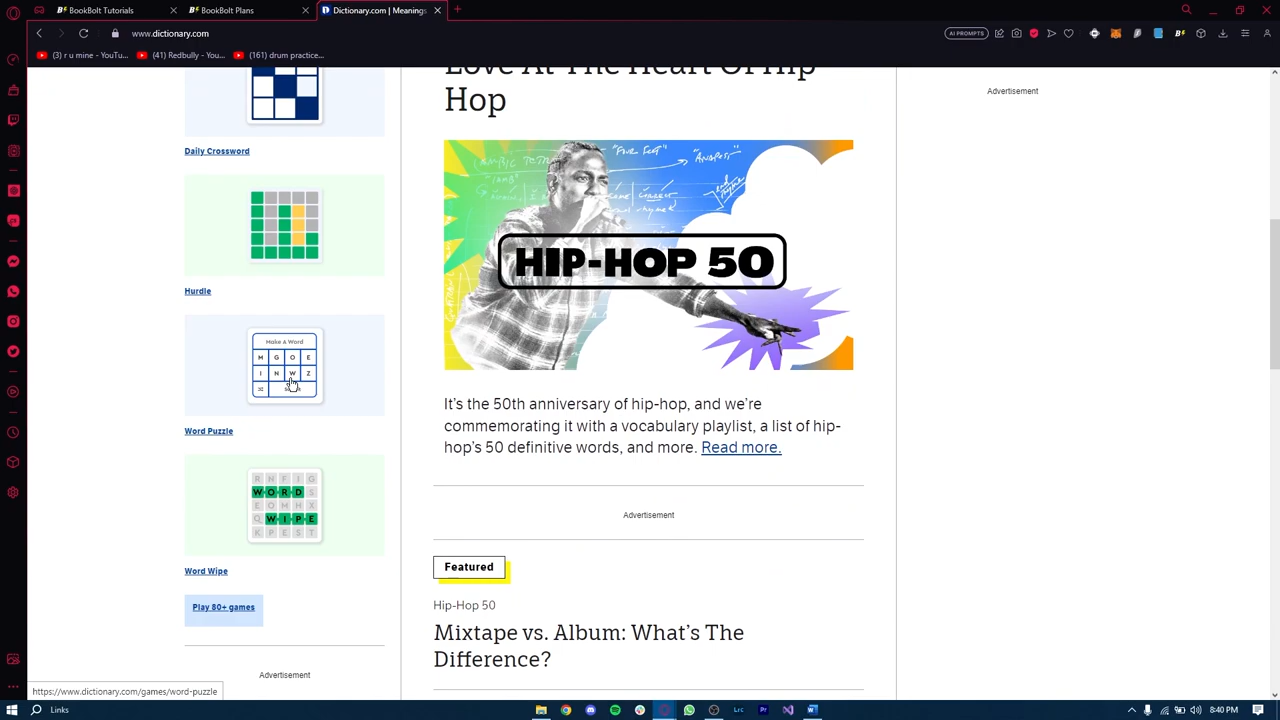 BookBolt Tutorials
BookBolt Plans
Dictionary.com | Meanings
www.dictionary.com
AI PROMPTS
(3) r u mine - YouTu...
(41) Redbully - You...
(161) drum practice...
Love At The Heart Of Hip
Hop
Advertisement
Daily Crossword
HIP-HOP 50
Hurdle
Make A Word
M G O E
I N W Z
Word Puzzle
It's the 50th anniversary of hip-hop, and we're
commemorating it with a vocabulary playlist, a list of hip-
hop's 50 definitive words, and more. Read more.
WORD
WIPE
Word Wipe
Play 80+ games
Advertisement
Advertisement
Featured
Hip-Hop 50
Mixtape vs. Album: What's The
Difference?
https://www.dictionary.com/games/word-puzzle
Links
Lrc
Pr
8:40 PM